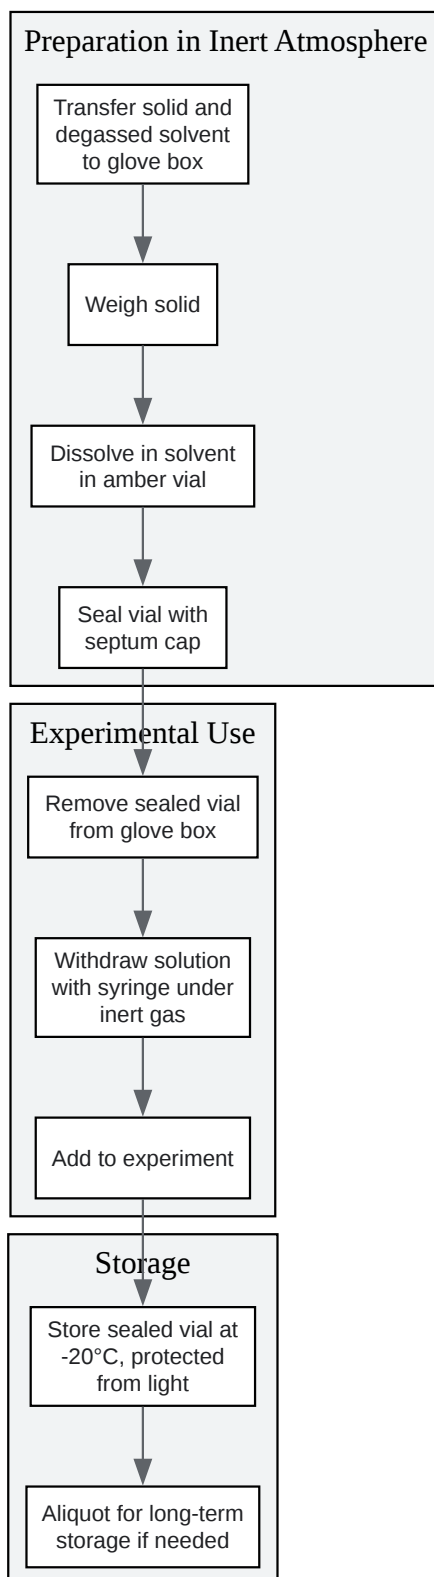 Preparation in Inert Atmosphere
Transfer solid and
degassed solvent
to glove box
Weigh solid
Dissolve in solvent
in amber vial
Seal vial with
septum cap
Experimental Use
Remove sealed vial
from glove box
Withdraw solution
with syringe under
inert gas
Add to experiment
Storage
Store sealed vial at
-20°C, protected
from light
Aliquot for long-term
storage if needed